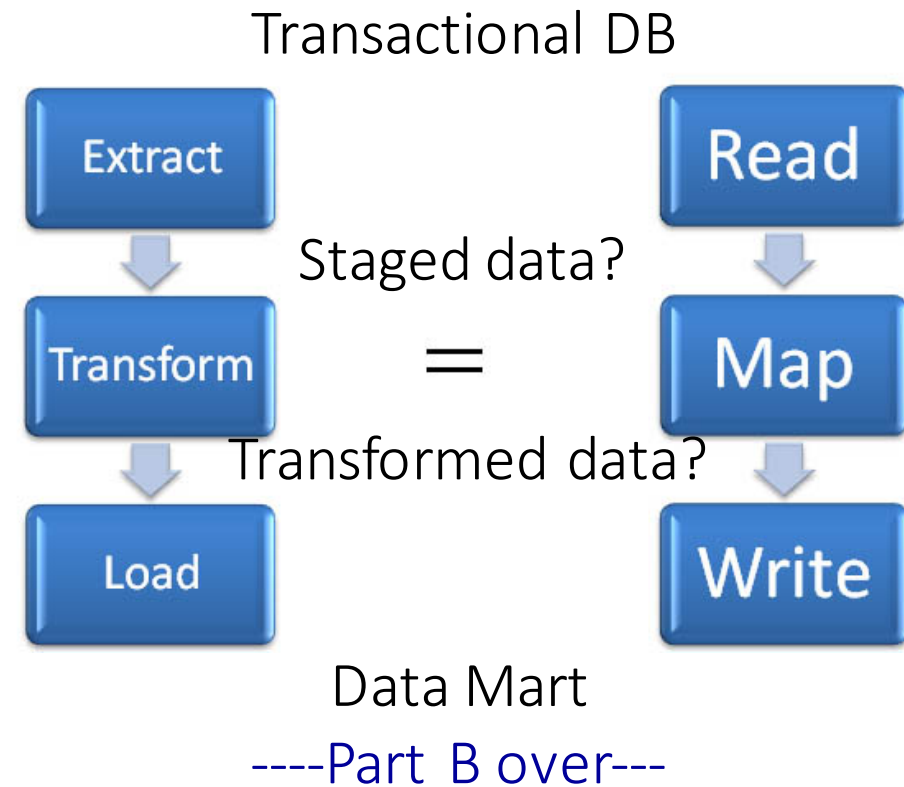 Transactional DB
Extract
Read
Staged data?
Transform
=
Map
Transformed data?
Load
Write
Data Mart
----Part B over---